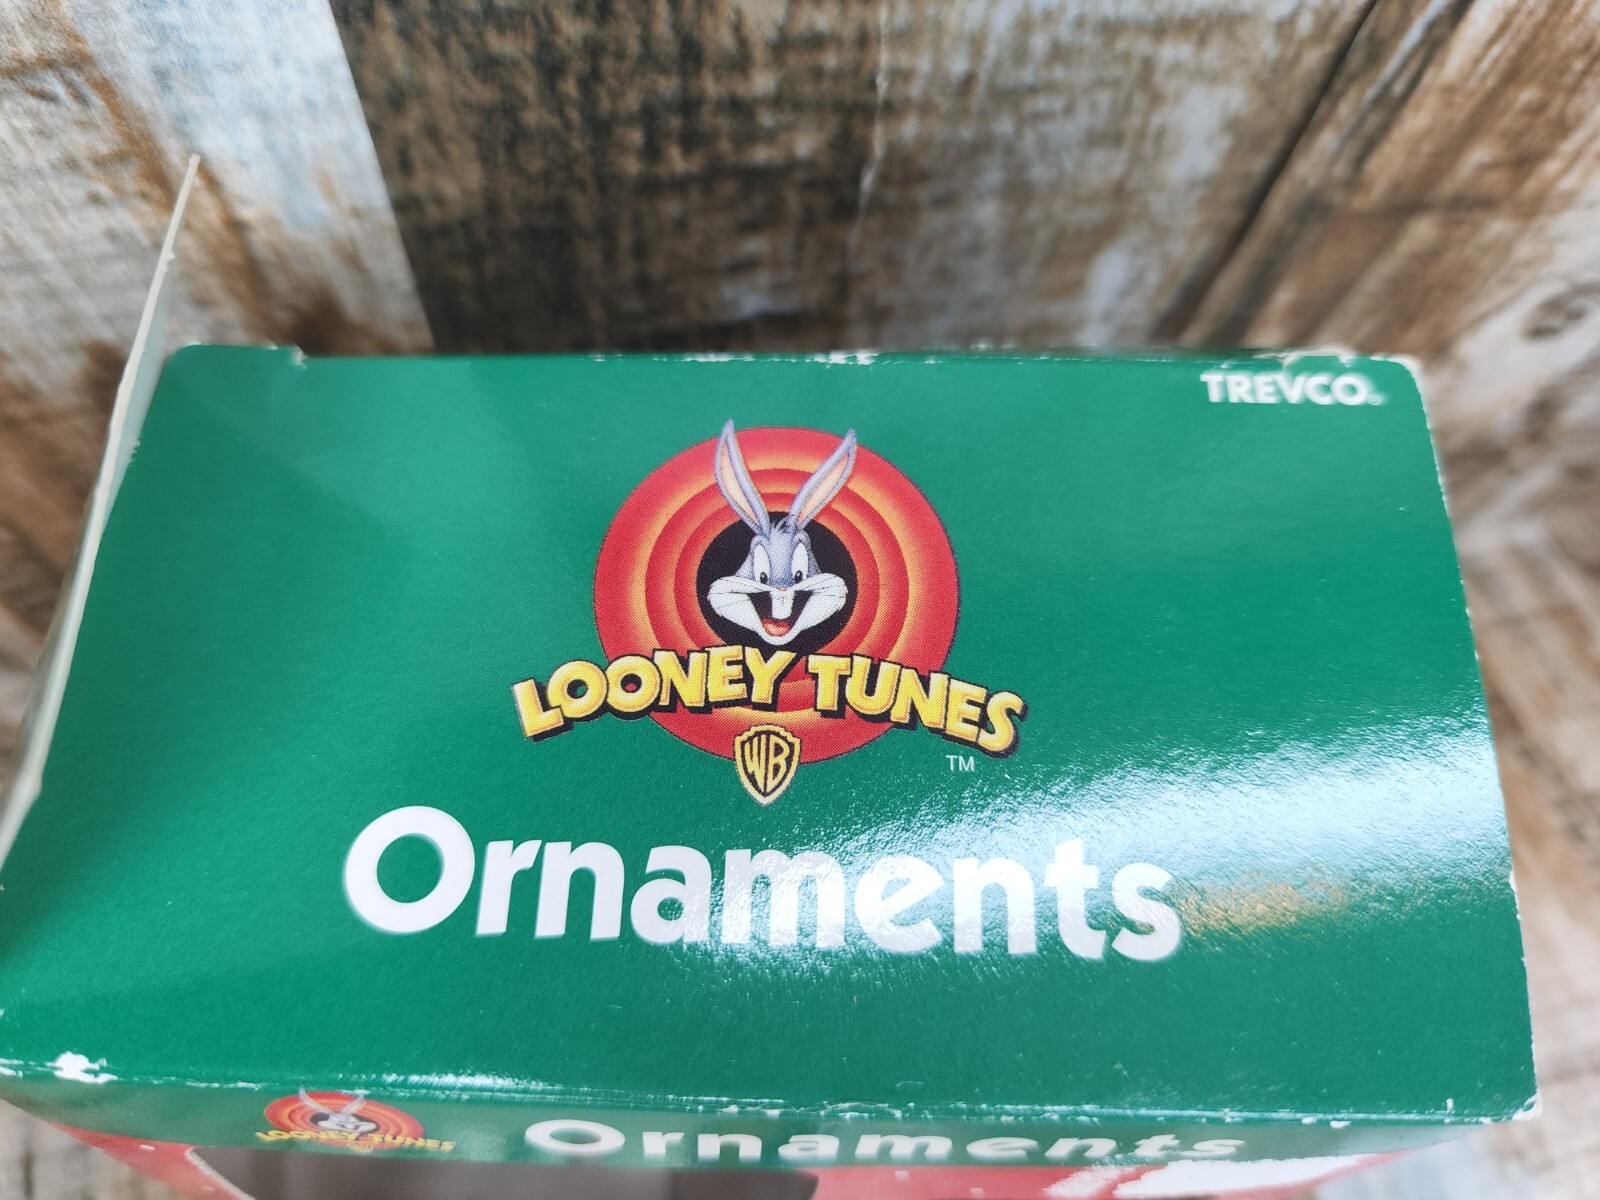 TREVCO®
LOONEY TUNES
WB
TM
Ornaments
LOONEY TUNES
Ornaments